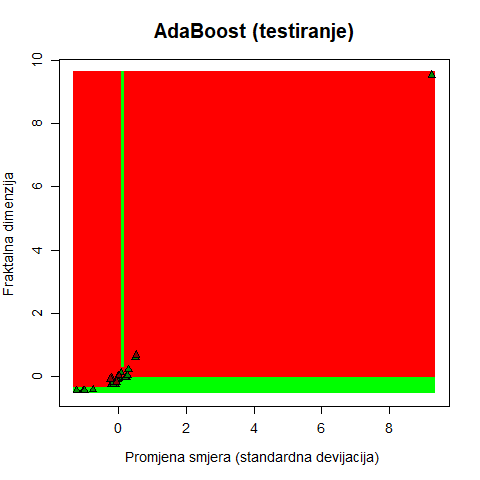 AdaBoost (testiranje)
Fraktalna dimenzija
10
8
6
4
2
0
0 2 4 6 8
Promjena smjera (standardna devijacija)